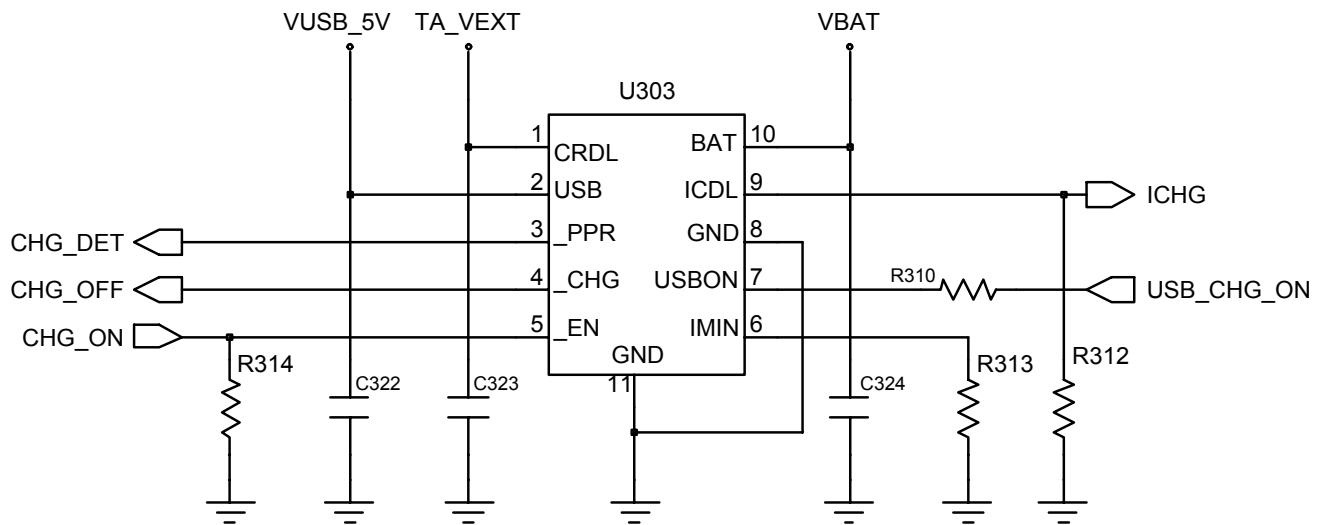 VUSB_5V
TA_VEXT
VBAT
U303
1
CRDL
BAT
10
2
USB
ICDL
9
ICHG
CHG_DET
3
_PPR
GND
8
CHG_OFF
4
_CHG
USBON
7
R310
USB_CHG_ON
CHG_ON
5
_EN
IMIN
6
GND
11
R314
C322
C323
C324
R313
R312